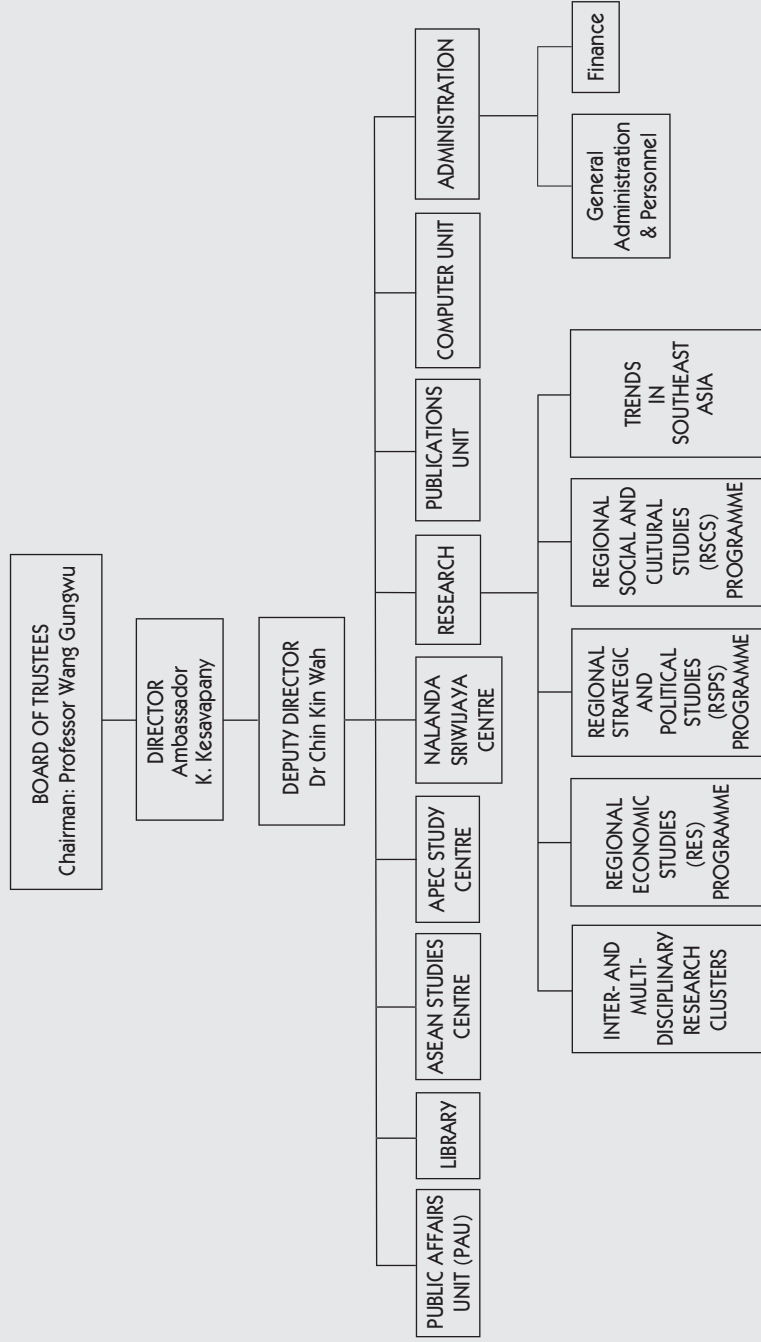 BOARD OF TRUSTEES
Chairman: Professor Wang Gungwu
DIRECTOR
Ambassador
K. Kesavapany
DEPUTY DIRECTOR
Dr Chin Kin Wah
PUBLIC AFFAIRS
UNIT (PAU)
LIBRARY
ASEAN STUDIES
CENTRE
APEC STUDY
CENTRE
NALANDA
SRIWIJAYA
CENTRE
RESEARCH
PUBLICATIONS
UNIT
COMPUTER UNIT
ADMINISTRATION
INTER- AND
MULTI-
DISCIPLINARY
RESEARCH
CLUSTERS
REGIONAL
ECONOMIC
STUDIES
(RES)
PROGRAMME
REGIONAL
STRATEGIC
AND
POLITICAL
STUDIES
(RSPS)
PROGRAMME
REGIONAL
SOCIAL AND
CULTURAL
STUDIES
(RSCS)
PROGRAMME
TRENDS
IN
SOUTHEAST
ASIA
General
Administration
& Personnel
Finance